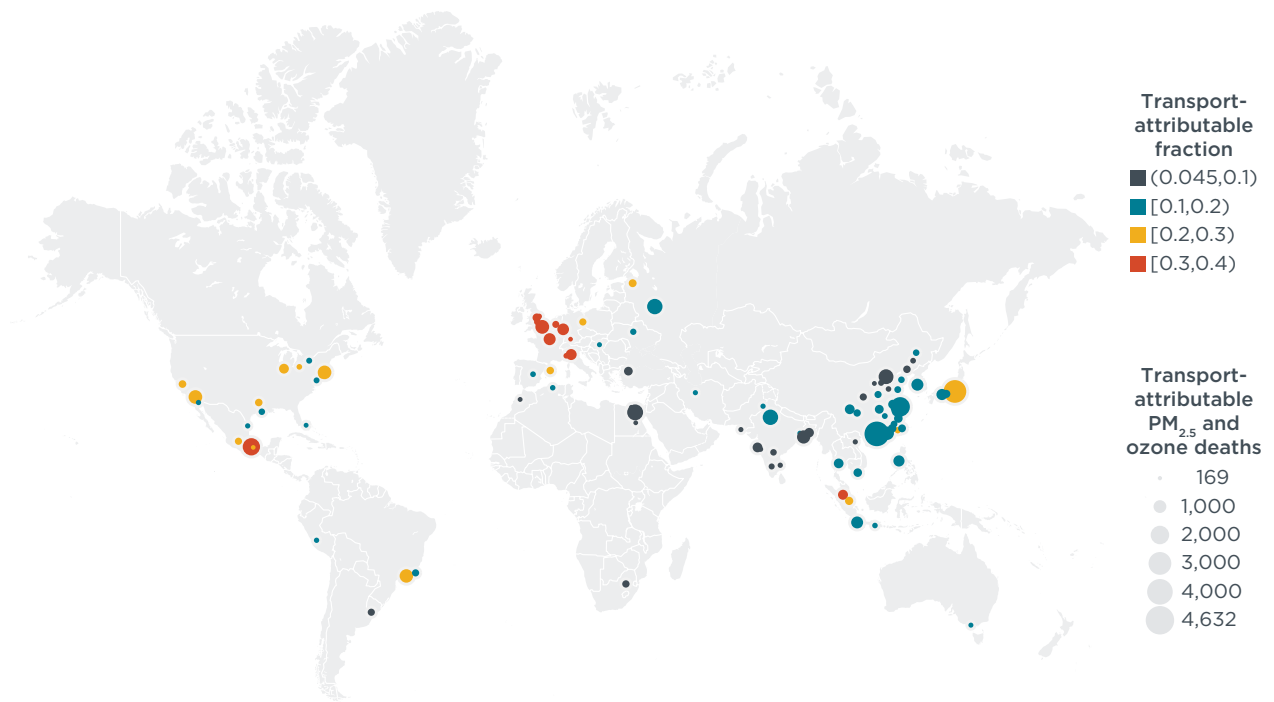 Transport-
attributable
fraction
(0.045,0.1)
[0.1,0.2)
[0.2,0.3)
[0.3,0.4)
Transport-
attributable
PM2.5 and
ozone deaths
169
1,000
2,000
3,000
4,000
4,632